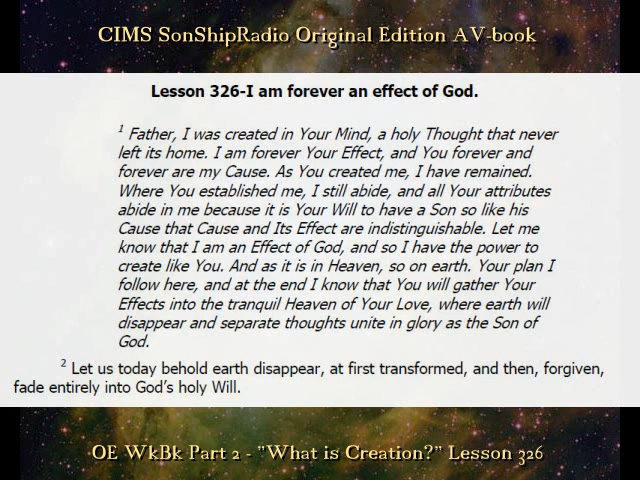 CIMS SonShipRadio Original Edition AV-book
Lesson 326-I am forever an effect of God.
1 Father, I was created in Your Mind, a holy Thought that never
left its home. I am forever Your Effect, and You forever and
forever are my Cause. As You created me, I have remained.
Where You established me, I still abide, and all Your attributes
abide in me because it is Your Will to have a Son so like his
Cause that Cause and Its Effect are indistinguishable. Let me
know that I am an Effect of God, and so I have the power to
create like You. And as it is in Heaven, so on earth. Your plan I
follow here, and at the end I know that You will gather Your
Effects into the tranquil Heaven of Your Love, where earth will
disappear and separate thoughts unite in glory as the Son of
God.
2 Let us today behold earth disappear, at first transformed, and then, forgiven,
fade entirely into God's holy Will.
OE WkBk Part 2 - "What is Creation?" Lesson 326